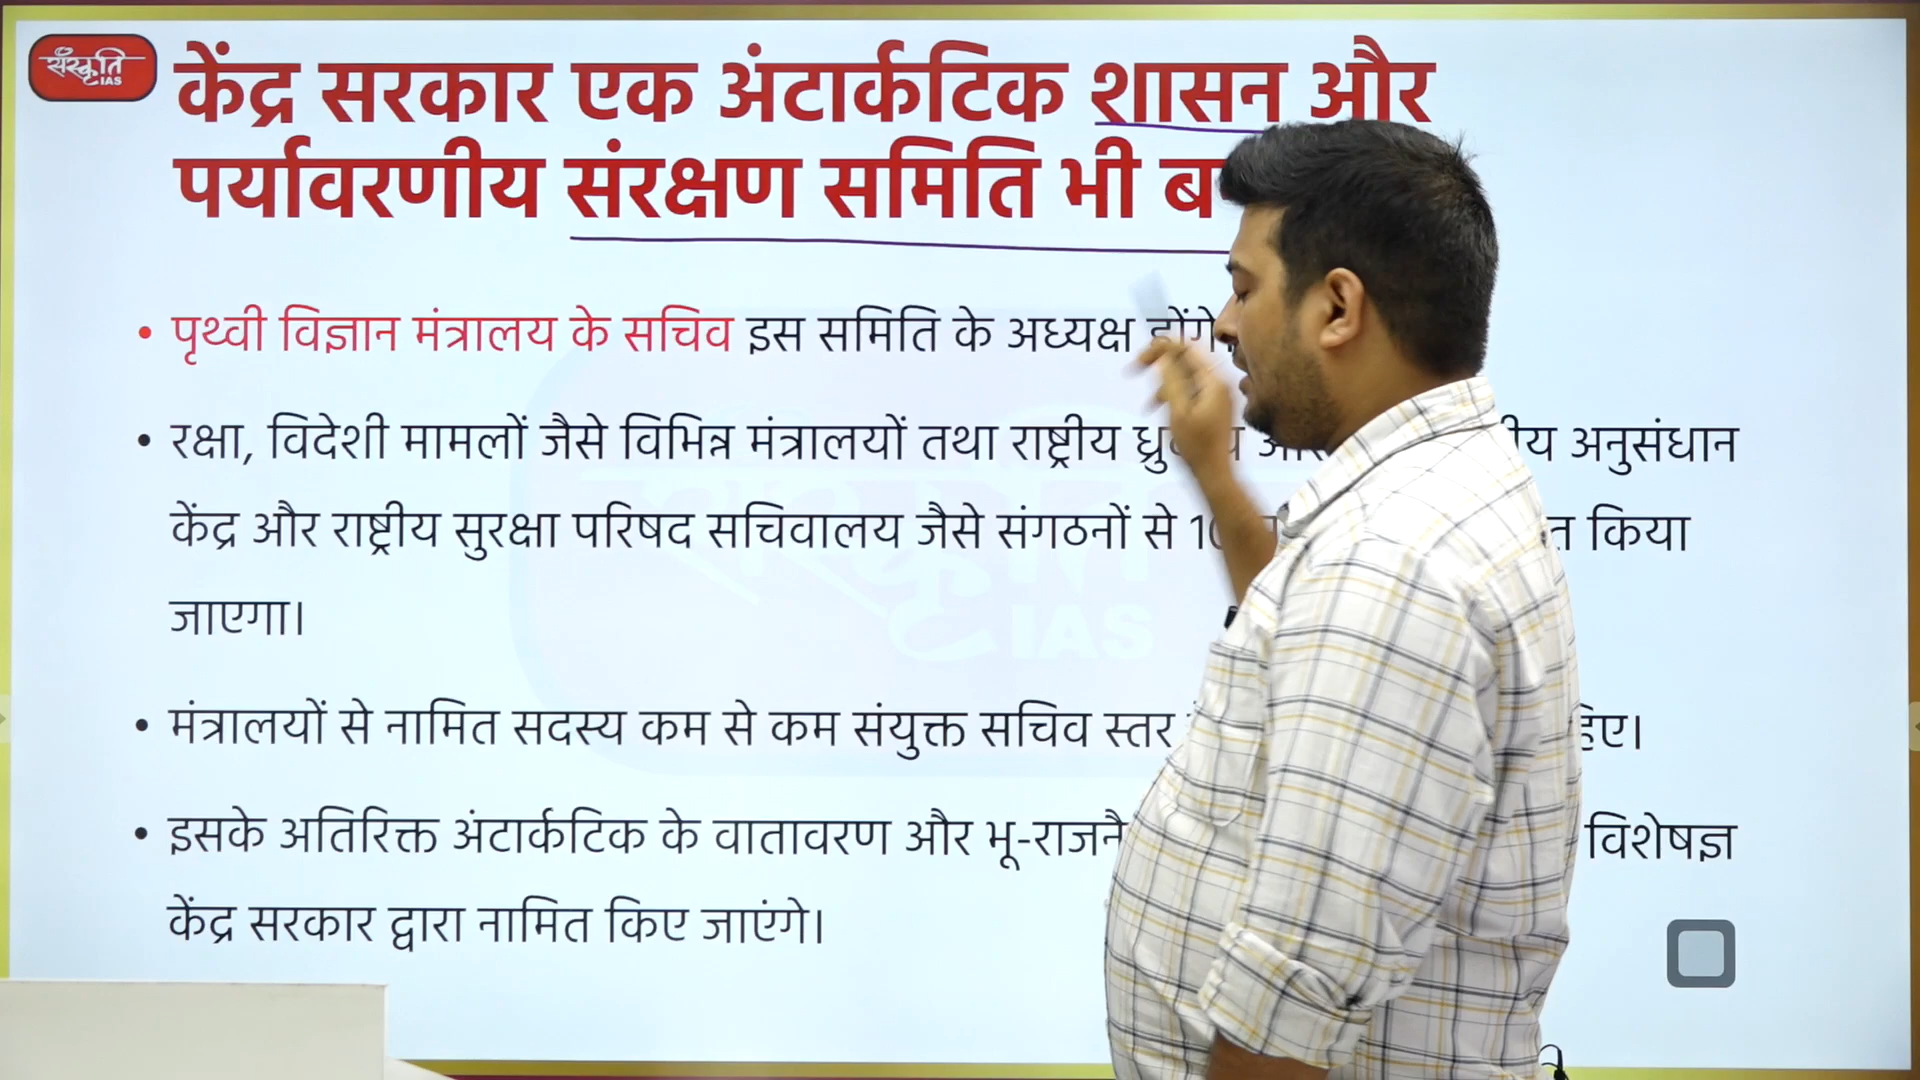 संस्कृति
IAS
केंद्र सरकार एक अंटार्कटिक शासन और
पर्यावरणीय संरक्षण समिति भी
पृथ्वी विज्ञान मंत्रालय के सचिव इस समिति के अध्यक्ष होंगे।
• रक्षा, विदेशी मामलों जैसे विभिन्न मंत्रालयों तथा राष्ट्रीय अनुसंधान
केंद्र और राष्ट्रीय सुरक्षा परिषद सचिवालय जैसे संगठनों से किया
जाएगा।
• मंत्रालयों से नामित सदस्य कम से कम संयुक्त सचिव स्तर
• इसके अतिरिक्त अंटार्कटिक के वातावरण और विशेषज्ञ
केंद्र सरकार द्वारा नामित किए जाएंगे।
IAS